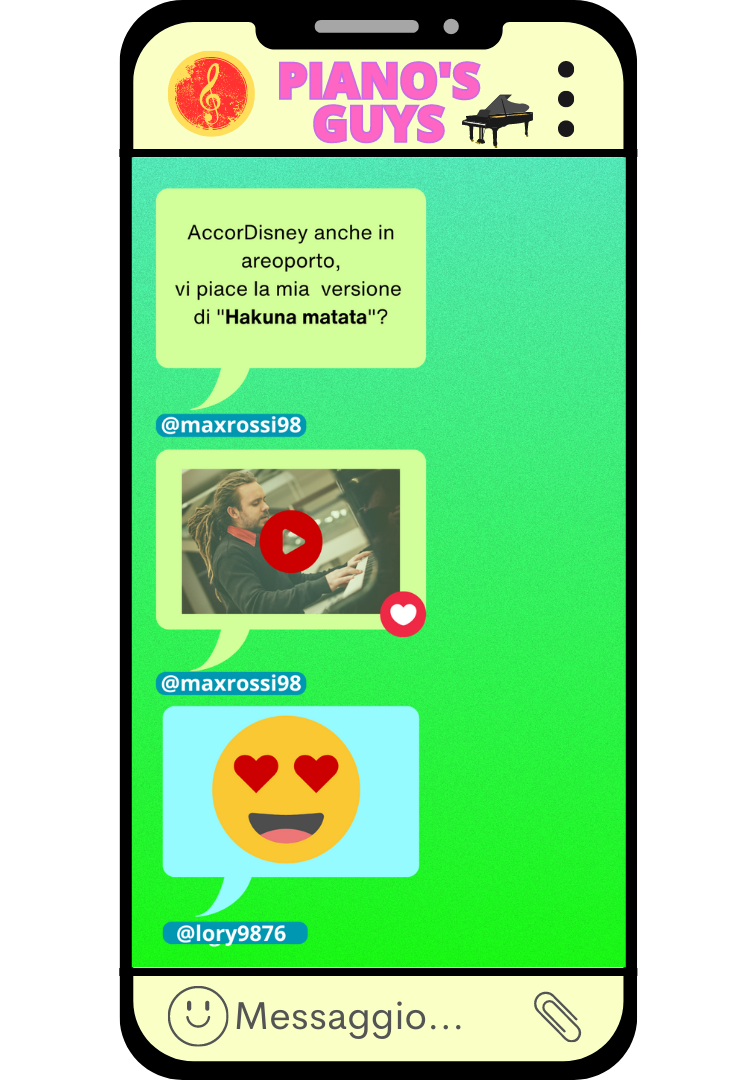 PIANO'S
GUYS
AccorDisney anche in
areoporto,
vi piace la mia  versione
di "Hakuna matata"?
@maxrossi98
@maxrossi98
@lory9876
Messaggio...